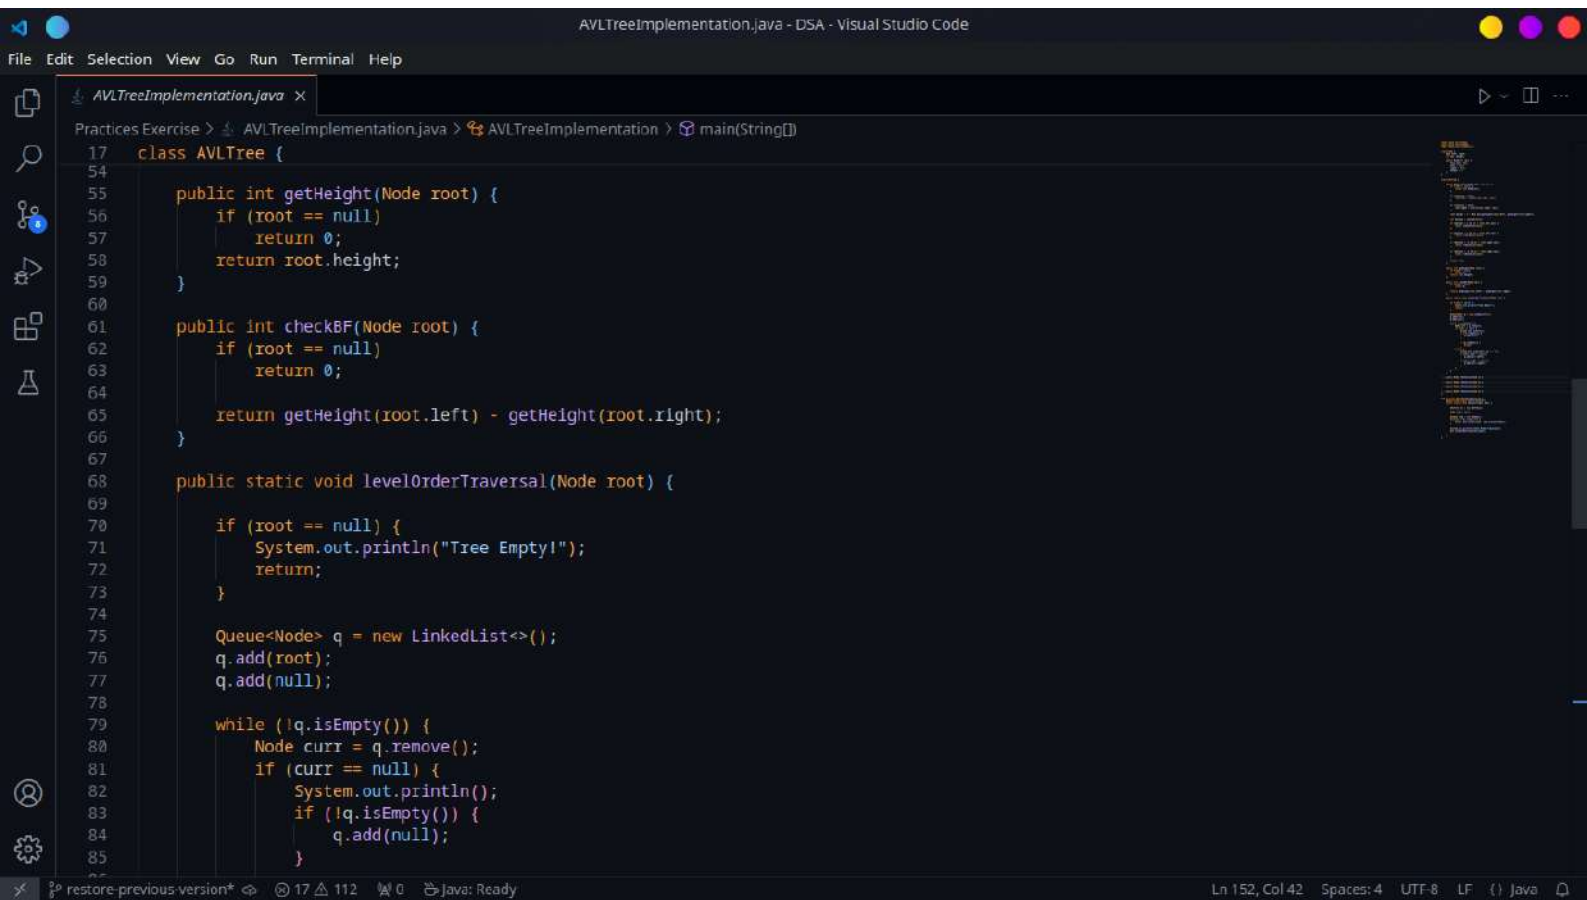 AVLTreeImplementation.java - DSA - Visual Studio Code
File Edit Selection View Go Run Terminal Help
AVLTreeImplementation.java
Practices Exercise > AVLTreeImplementation.java > AVLTreeImplementation > main(String[])
17 class AVLTree {
54
55 public int getHeight(Node root) {
56 if (root == null)
57 return 0;
58 return root.height;
59 }
60
61 public int checkBF(Node root) {
62 if (root == null)
63 return 0;
64
65 return getHeight(root.left) - getHeight(root.right);
66 }
67
68 public static void levelOrderTraversal(Node root) {
69
70 if (root == null) {
71 System.out.println("Tree Empty!");
72 return;
73 }
74
75 Queue<Node> q = new LinkedList<>();
76 q.add(root);
77 q.add(null);
78
79 while (!q.isEmpty()) {
80 Node curr = q.remove();
81 if (curr == null) {
82 System.out.println();
83 if (!q.isEmpty()) {
84 q.add(null);
85 }
restore-previous-version* 17 112 0 Java: Ready Ln 152, Col 42 Spaces: 4 UTF-8 LF {} Java